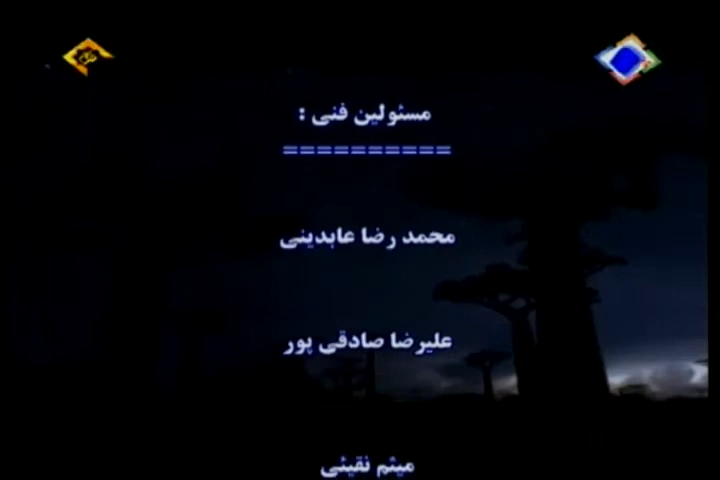 مسئولین فنی :
==========
محمد رضا عابدینی
علیرضا صادقی پور
میثم نقیئی